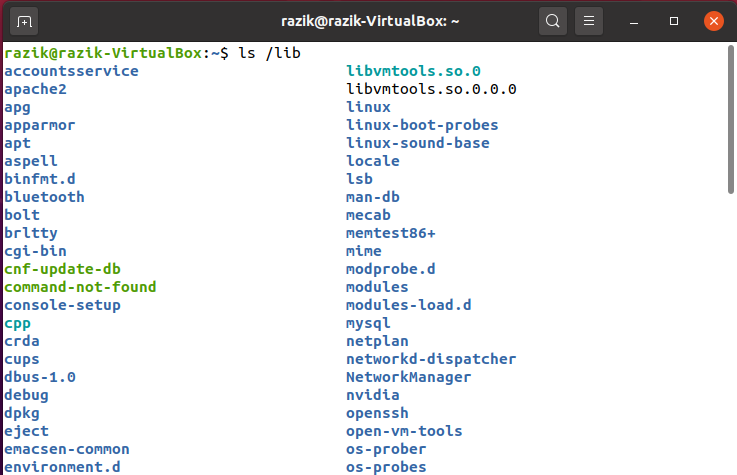 razik@razik-VirtualBox: ~
razik@razik-VirtualBox:~$ ls /lib
accountsservice libvmtools.so.0
apache2 libvmtools.so.0.0.0
apg linux
apparmor linux-boot-probes
apt linux-sound-base
aspell locale
binfmt.d lsb
bluetooth man-db
bolt mecab
brltty memtest86+
cgi-bin mime
cnf-update-db modprobe.d
command-not-found modules
console-setup modules-load.d
cpp mysql
crda netplan
cups networkd-dispatcher
dbus-1.0 NetworkManager
debug nvidia
dpkg openssh
eject open-vm-tools
emacsen-common os-prober
environment.d os-probes